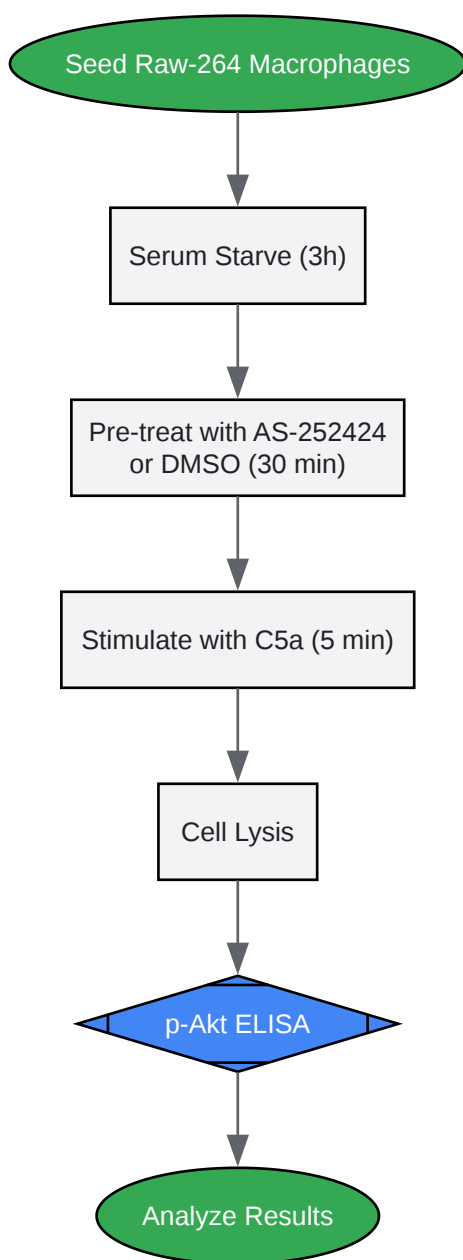 Seed Raw-264 Macrophages
Serum Starve (3h)
Pre-treat with AS-252424
or DMSO (30 min)
Stimulate with C5a (5 min)
Cell Lysis
p-Akt ELISA
Analyze Results